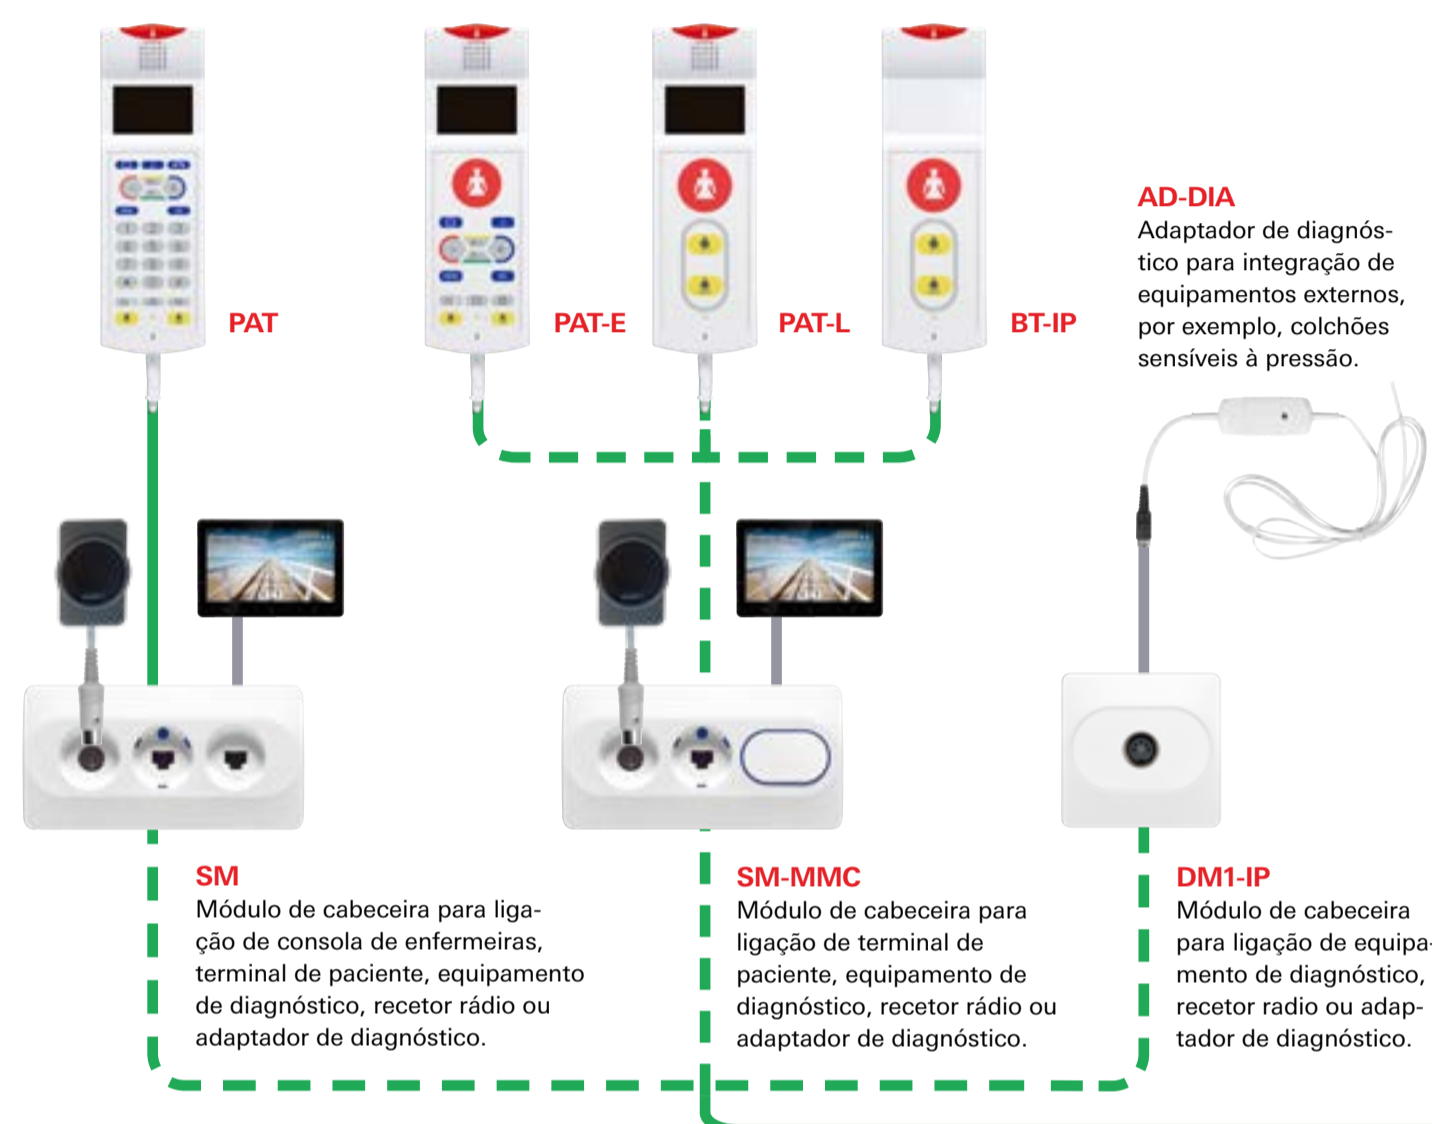 PAT
PAT-E
PAT-L
BT-IP
AD-DIA
Adaptador de diagnós-
tico para integração de
equipamentos externos,
por exemplo, colchões
sensíveis à pressão.
SM
Módulo de cabeceira para liga-
ção de consola de enfermeiras,
terminal de paciente, equipamento
de diagnóstico, recetor rádio ou
adaptador de diagnóstico.
SM-MMC
Módulo de cabeceira para
ligação de terminal de
paciente, equipamento de
diagnóstico, recetor rádio ou
adaptador de diagnóstico.
DM1-IP
Módulo de cabeceira
para ligação de equipa-
mento de diagnóstico,
recetor radio ou adap-
tador de diagnóstico.